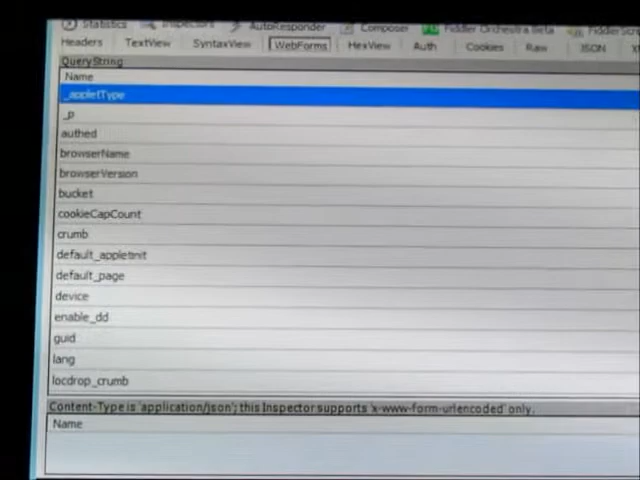 Statistics Inspectors AutoResponder Composer Fiddler Orchestra Beta FiddlerScri
Headers TextView SyntaxView WebForms HexView Auth Cookies Raw JSON
QueryString
Name
_appletType
_p
authed
browserName
browserVersion
bucket
cookieCapCount
crumb
default_appletinit
default_page
device
enable_dd
guid
lang
locdrop_crumb
Content-Type is 'application/json'; this Inspector supports 'x-www-form-urlencoded' only.
Name